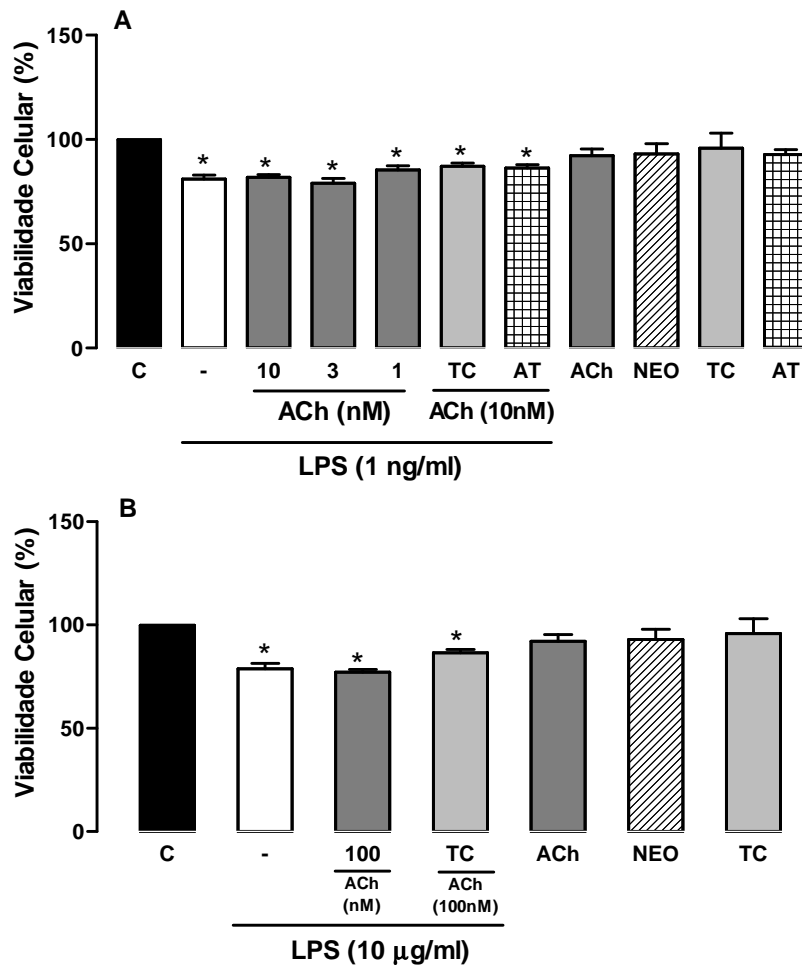 A
Viabilidade Celular (%)
150
100
50
0
* * * * * *
C - 10 3 1 TC AT ACh NEO TC AT
ACh (nM) ACh (10nM)
LPS (1 ng/ml)
B
Viabilidade Celular (%)
150
100
50
0
* * *
C - 100 TC ACh NEO TC
ACh ACh
(nM) (100nM)
LPS (10 µg/ml)